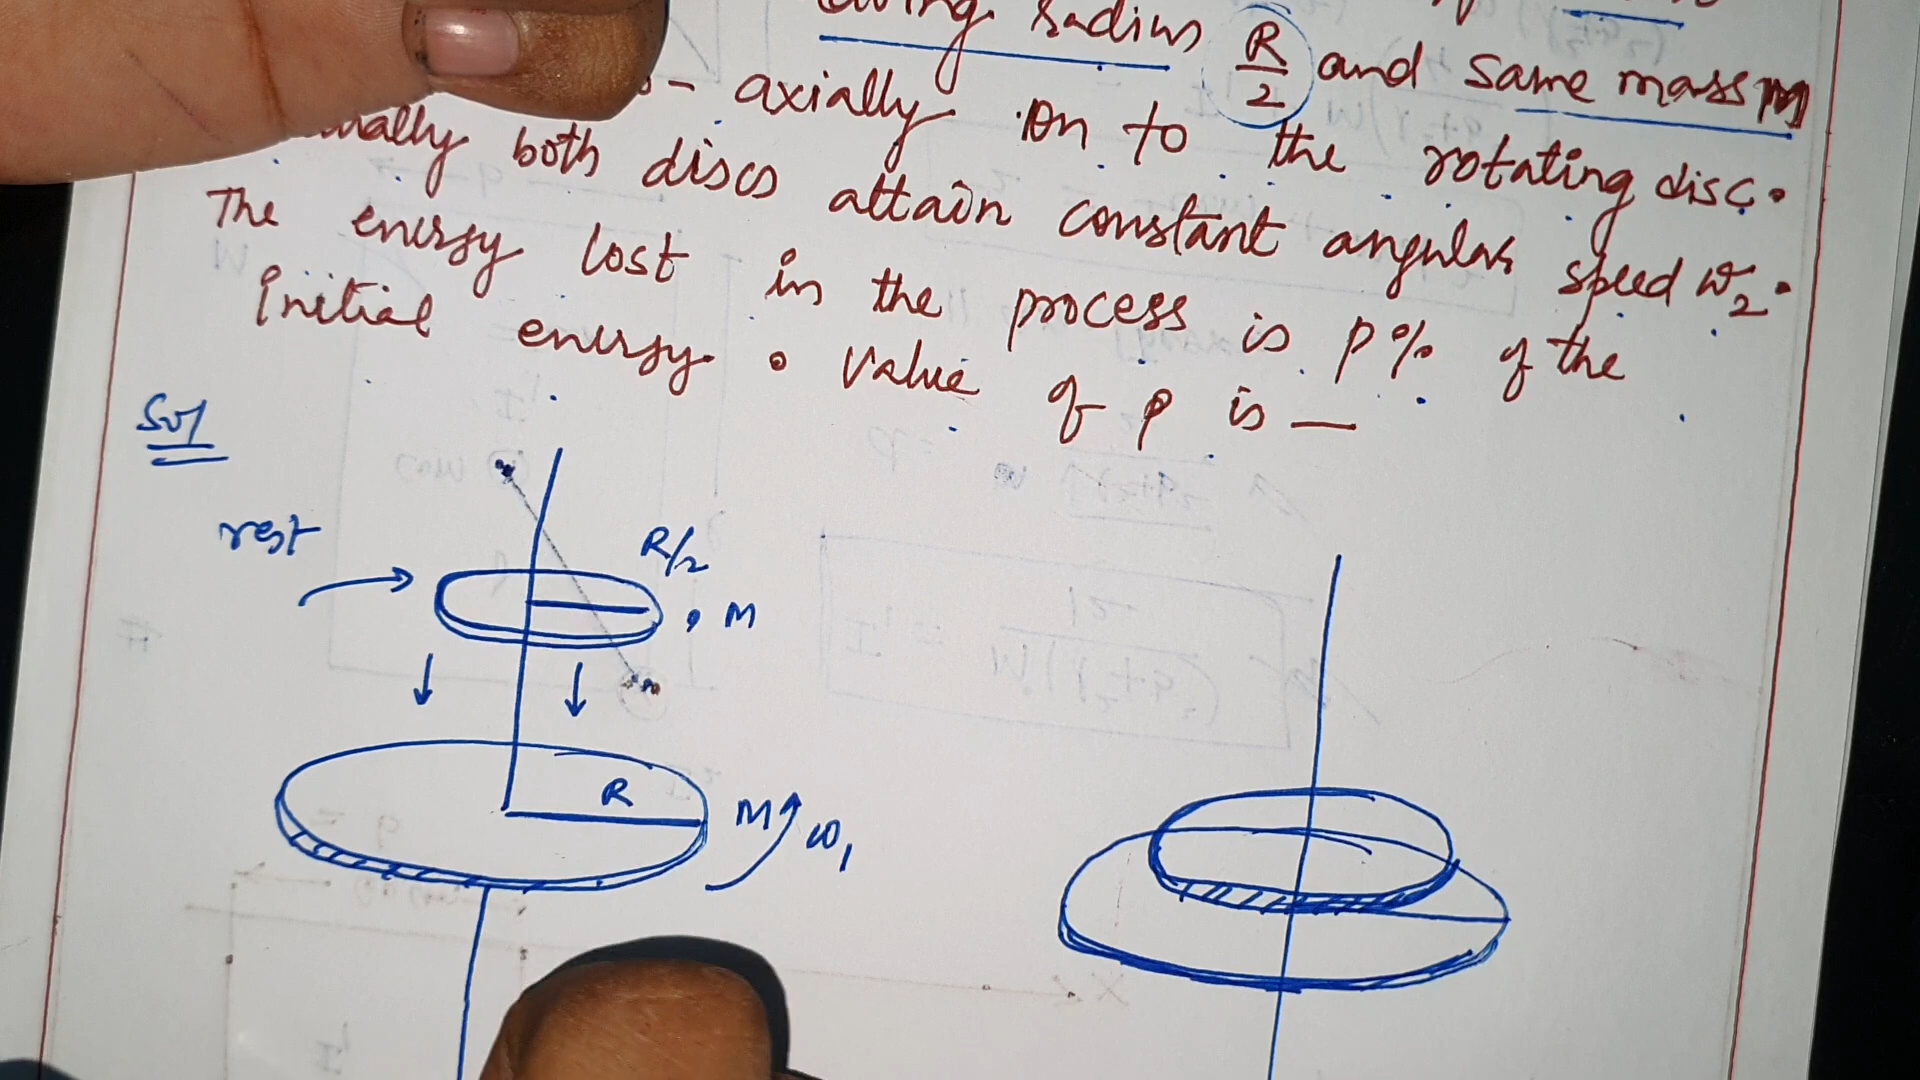 radius R/2 and same mass M
axially on to the rotating disc.
both discs attain constant angular speed ω₂.
The energy lost in the process is p% of the
initial energy. Value of p is —
Sol
rest
R/2
M
R
M
ω₁